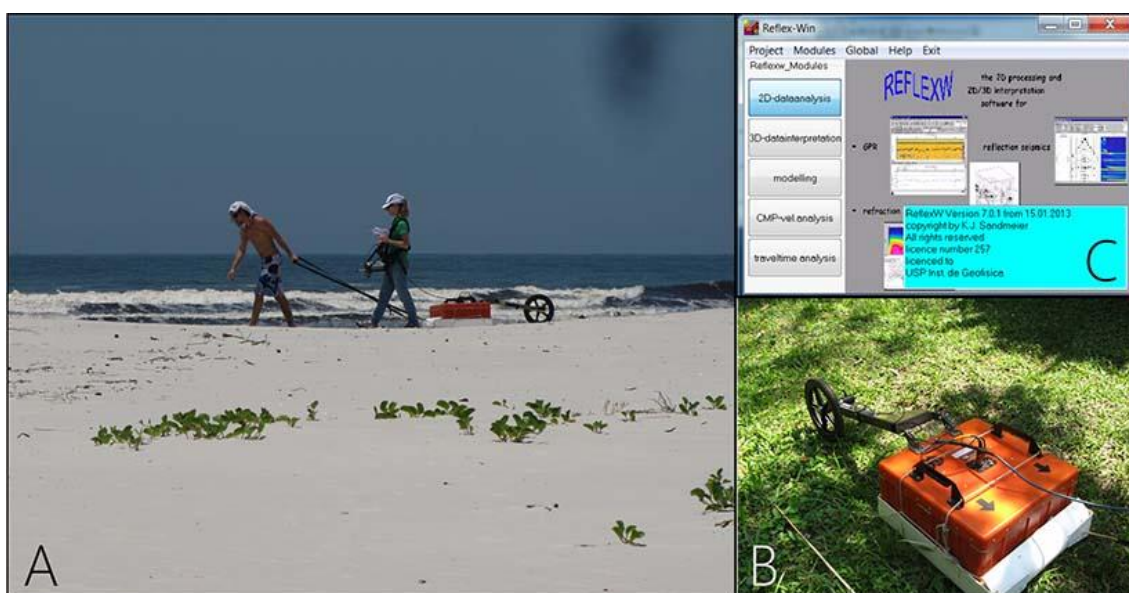 A
Reflex-Win
Project Modules Global Help Exit
Reflexw_Modules
2D-dataanalysis
3D-datainterpretation
modelling
CMP-vel.analysis
traveltime analysis
REFLEXW
the 2D processing and
2D/3D interpretation
software for
• GPR
reflection seismics
• refraction
ReflexW Version 7.0.1 from 15.01.2013
copyright by K.J. Sandmeier
All rights reserved
licence number 257
licenced to
USP Inst. de Geofisica
C
B